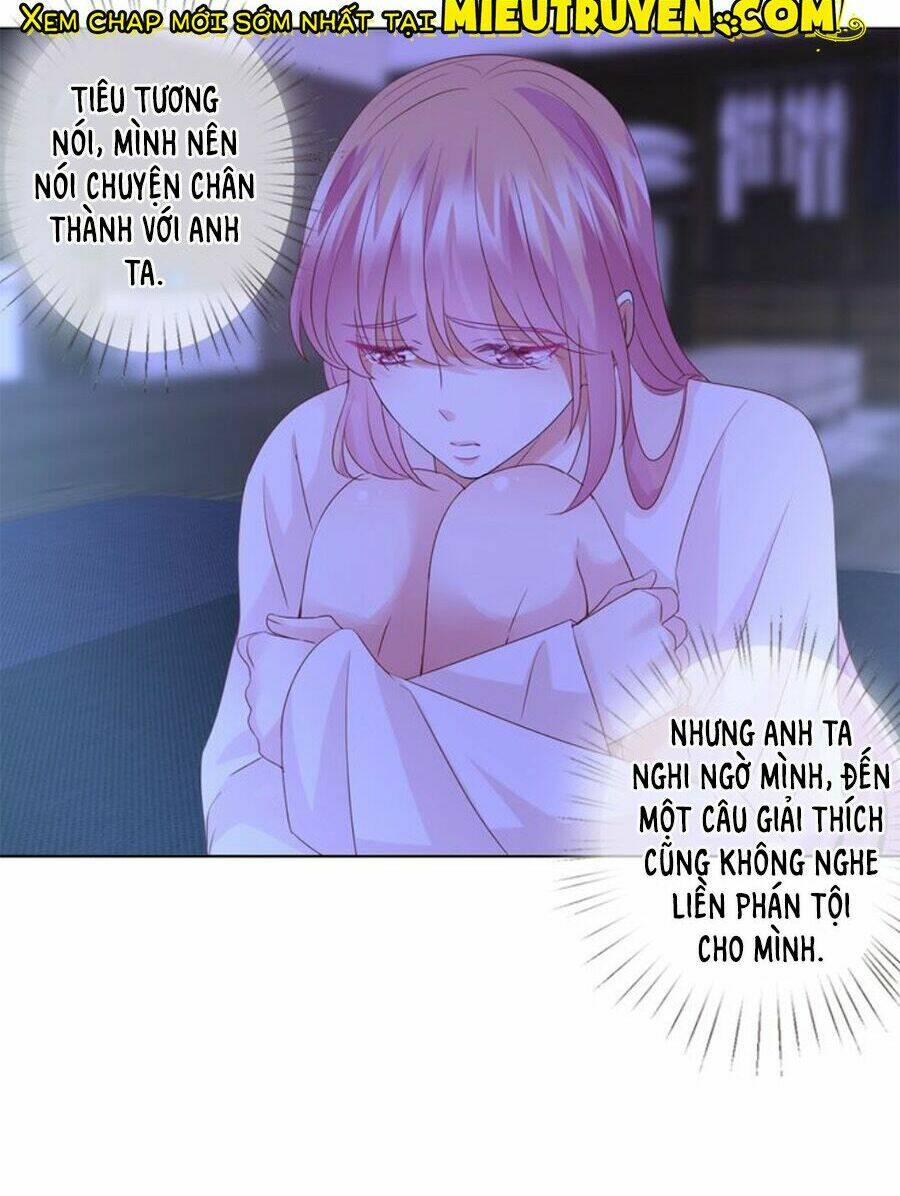 XEM CHAP MỚI SỚM NHẤT TẠI MIEUTRUYEN.COM
TIÊU TƯƠNG
NÓI, MÌNH NÊN
NÓI CHUYỆN CHÂN
THÀNH VỚI ANH
TA.
NHƯNG ANH TA
NGHI NGỜ MÌNH, ĐẾN
MỘT CÂU GIẢI THÍCH
CŨNG KHÔNG NGHE
LIỀN PHÁN TỘI
CHO MÌNH.